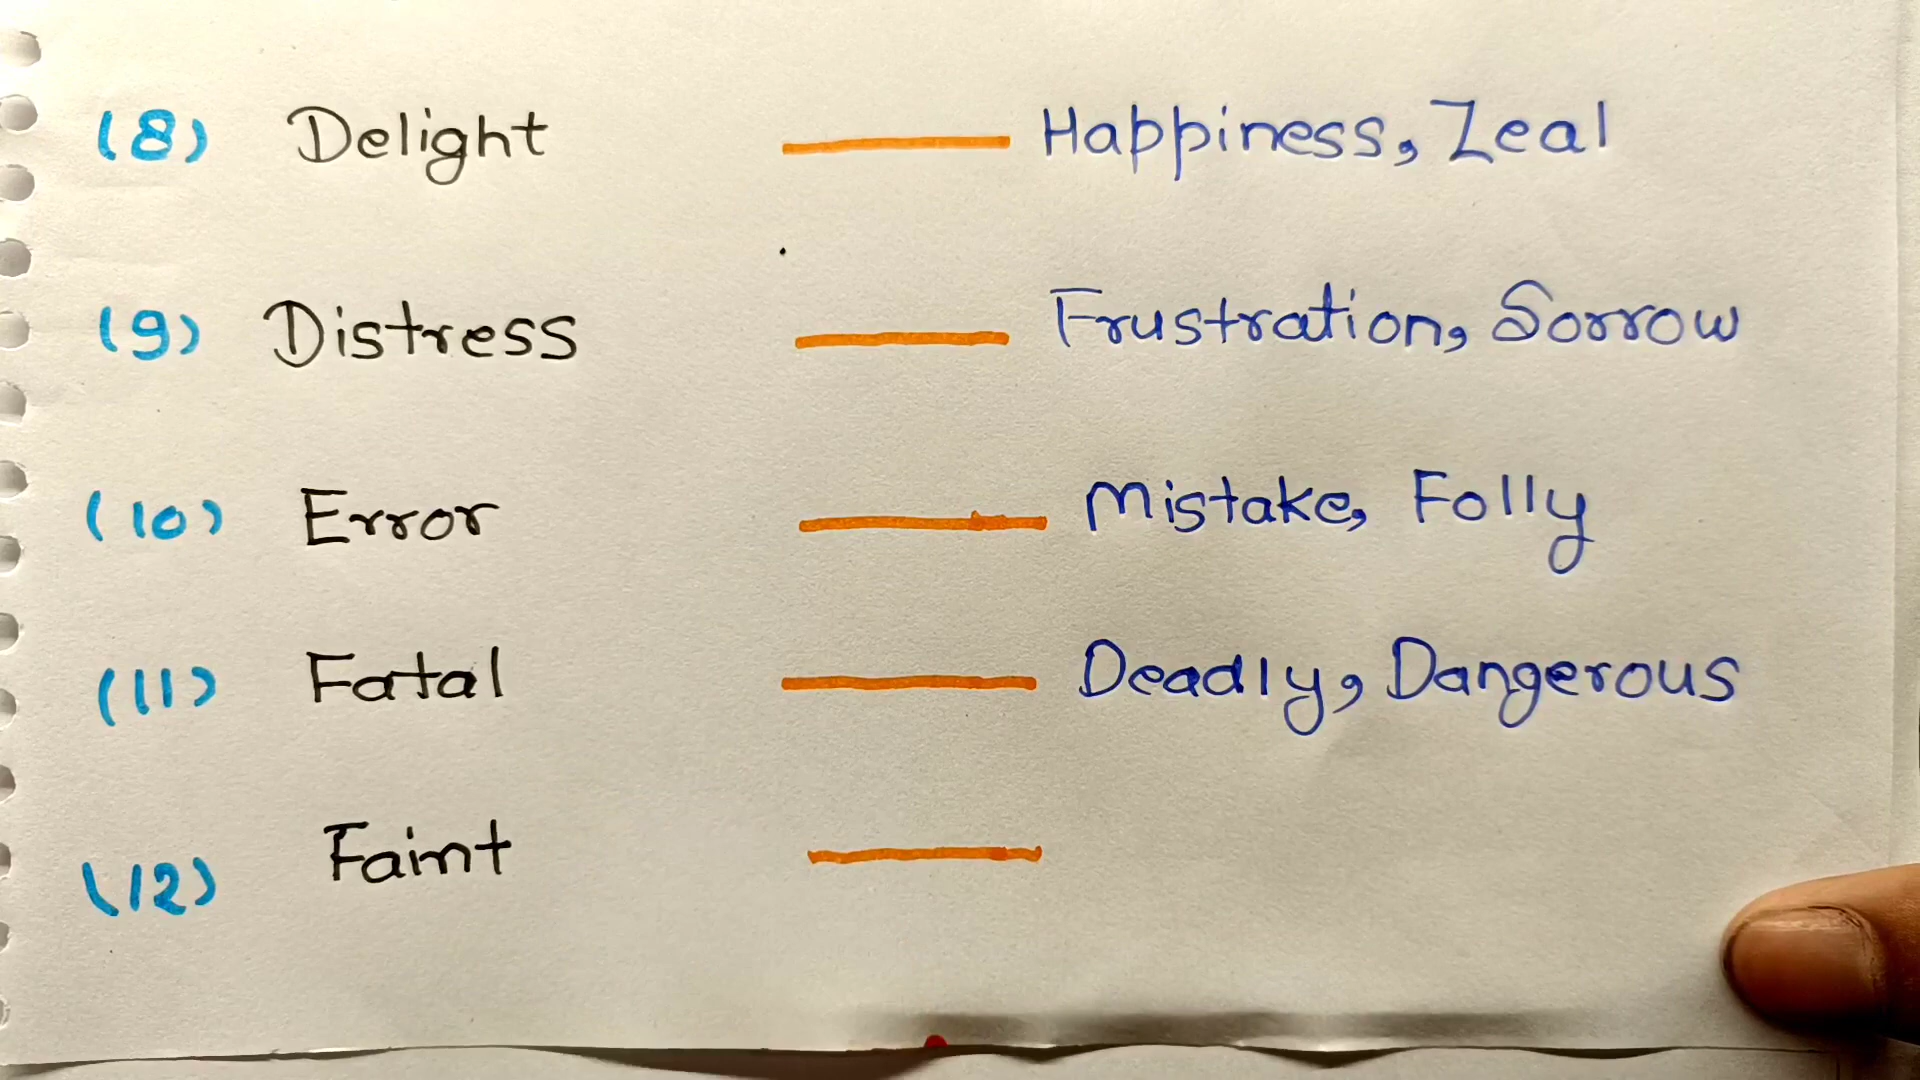 (8) Delight — Happiness, Zeal
(9) Distress — Frustration, Sorrow
(10) Error — Mistake, Folly
(11) Fatal — Deadly, Dangerous
(12) Faint —